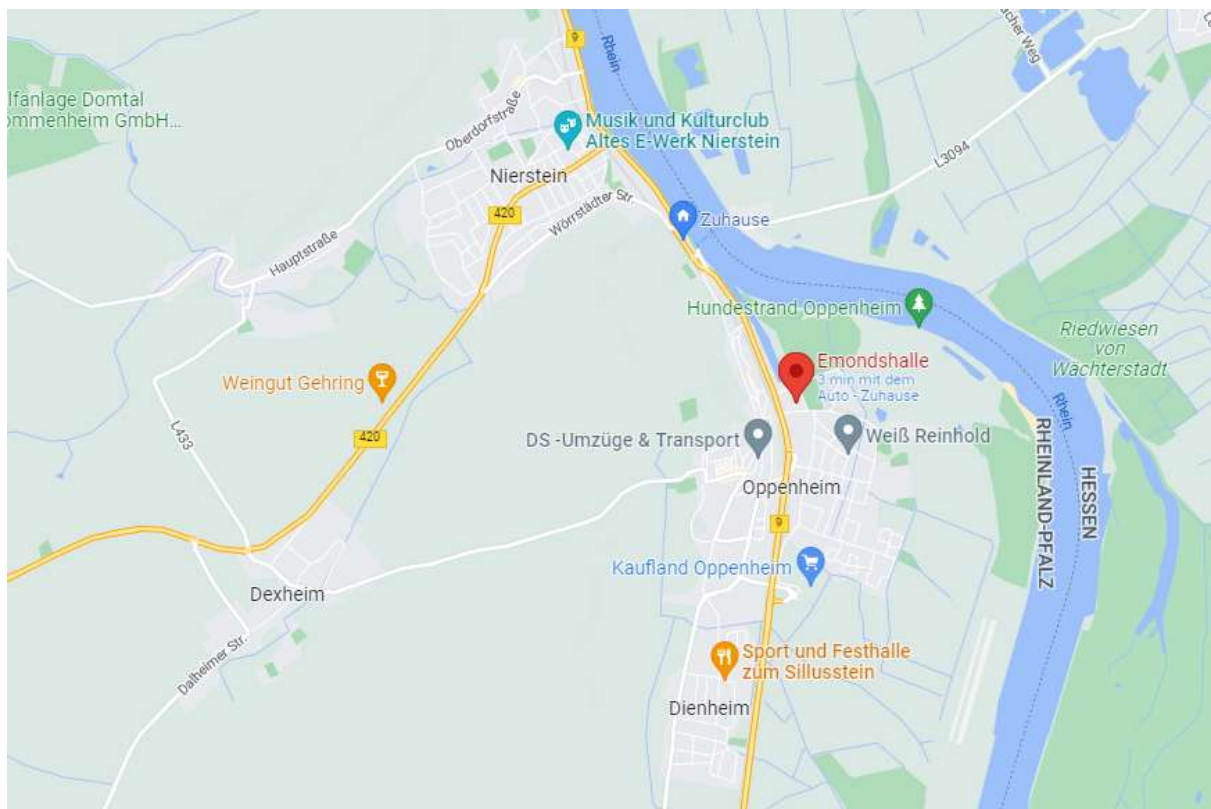 9
Rhein
acher Weg
lfanlage Domtal
ommenheim GmbH...
Oberdorfstraße
Musik und Kulturclub
Altes E-Werk Nierstein
L3094
Nierstein
420
Wörrstädter Str.
Zuhause
Hauptstraße
Hundestrand Oppenheim
Riedwiesen
von
Wächterstadt
Emondshalle
3 min mit dem
Auto - Zuhause
Weingut Gehring
Rhein
L433
420
DS -Umzüge & Transport
Weiß Reinhold
RHEINLAND-PFALZ
HESSEN
Oppenheim
9
Kaufland Oppenheim
Dexheim
Dalheimer Str.
Sport und Festhalle
zum Sillusstein
Dienheim